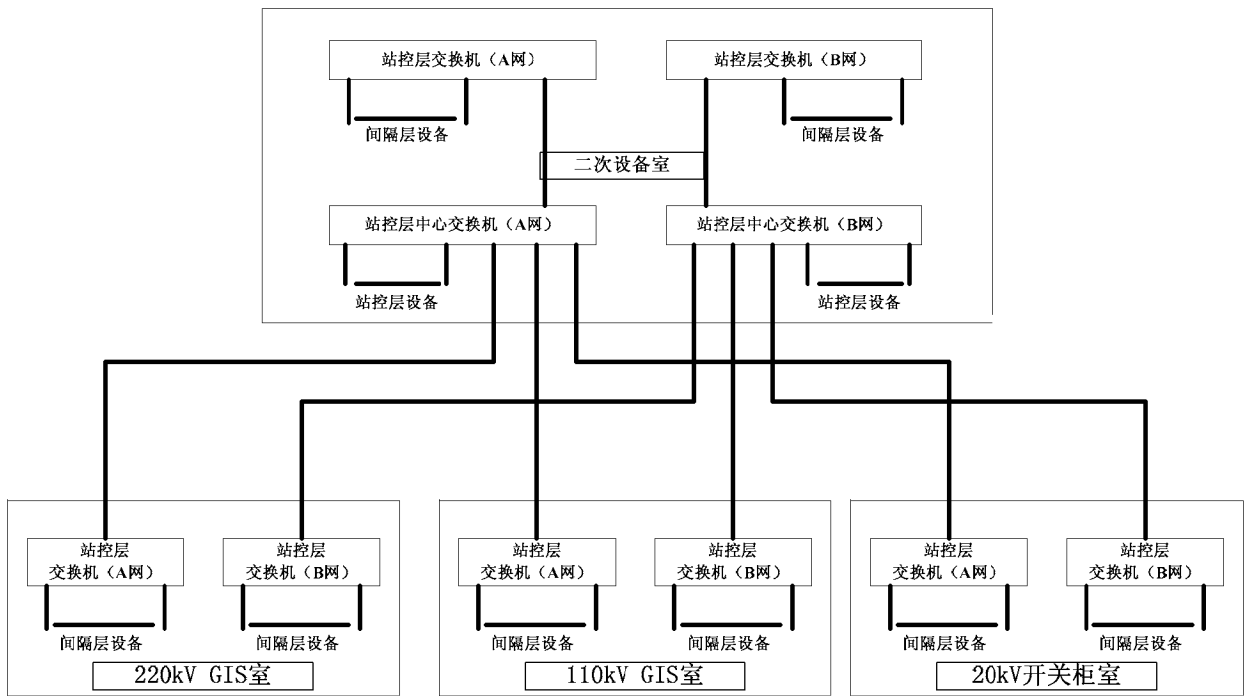 站控层交换机（A网）
站控层交换机（B网）
间隔层设备
间隔层设备
二次设备室
站控层中心交换机（A网）
站控层中心交换机（B网）
站控层设备
站控层设备
站控层
交换机（A网）
站控层
交换机（B网）
站控层
交换机（A网）
站控层
交换机（B网）
站控层
交换机（A网）
站控层
交换机（B网）
间隔层设备
间隔层设备
间隔层设备
间隔层设备
间隔层设备
间隔层设备
220kV GIS室
110kV GIS室
20kV开关柜室